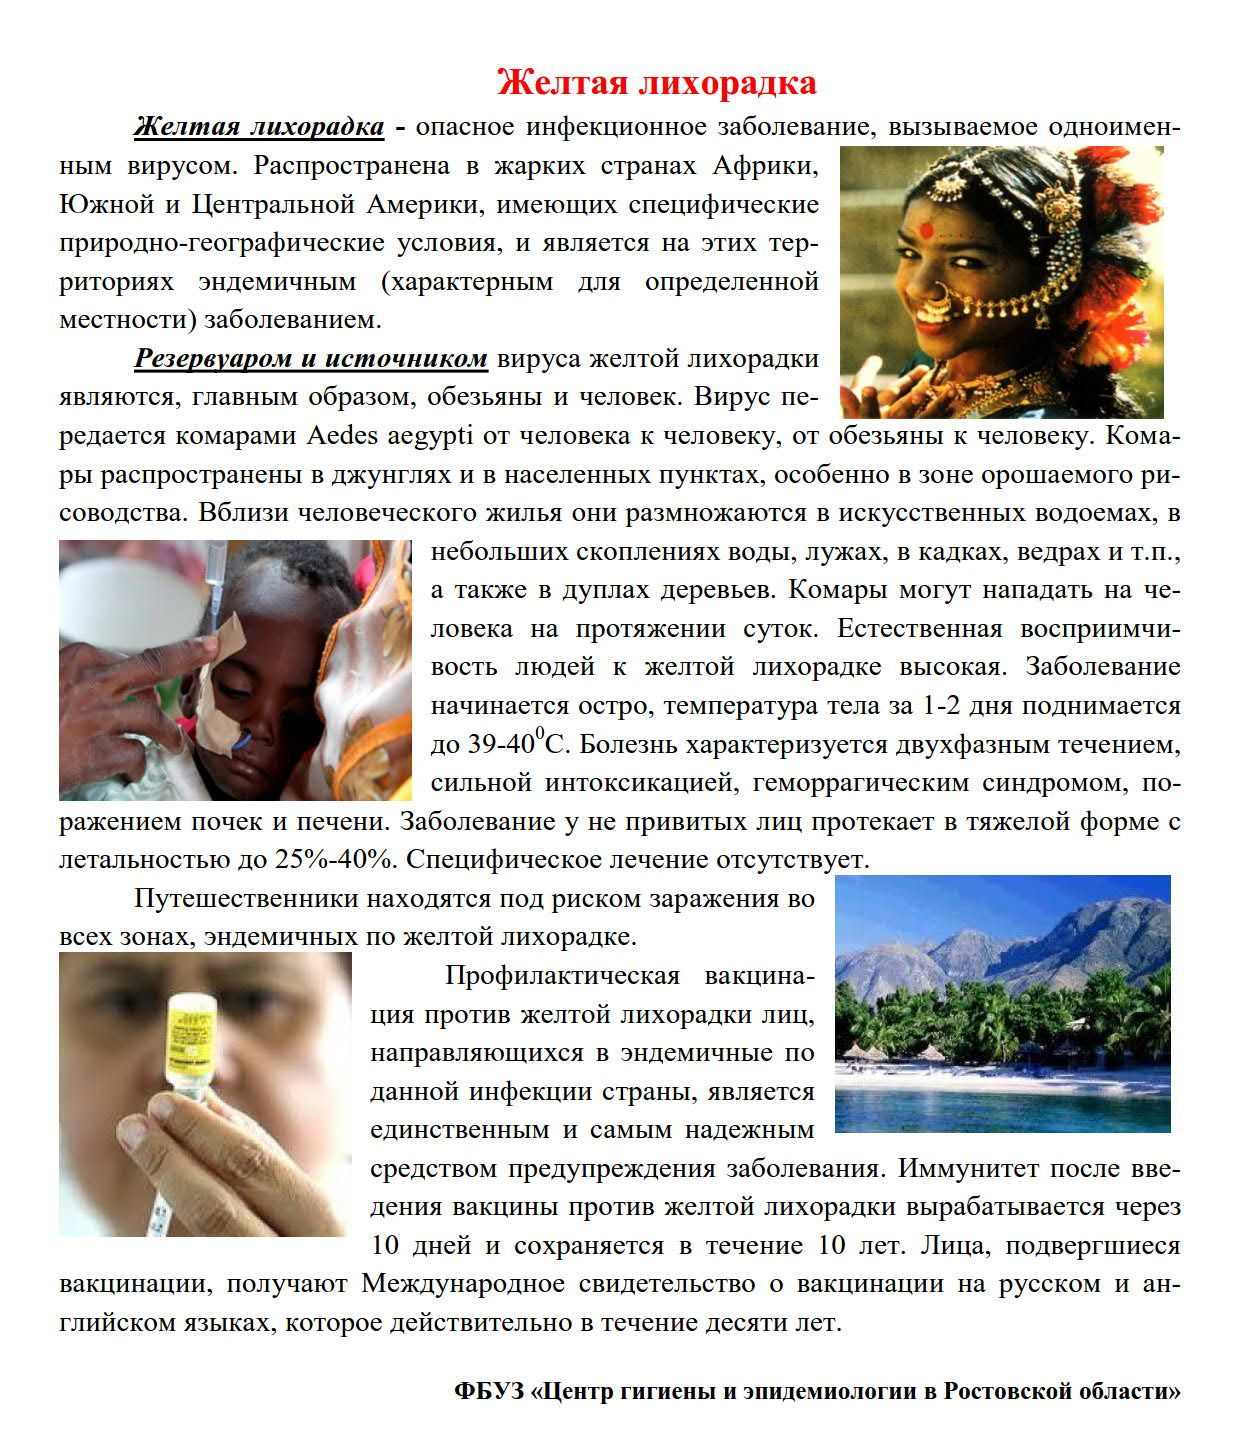 Желтая лихорадка
Желтая лихорадка - опасное инфекционное заболевание, вызываемое одноимен-
ным вирусом. Распространена в жарких странах Африки,
Южной и Центральной Америки, имеющих специфические
природно-географические условия, и является на этих тер-
риториях эндемичным (характерным для определенной
местности) заболеванием.
Резервуаром и источником вируса желтой лихорадки
являются, главным образом, обезьяны и человек. Вирус пе-
редается комарами Aedes aegypti от человека к человеку, от обезьяны к человеку. Кома-
ры распространены в джунглях и в населенных пунктах, особенно в зоне орошаемого ри-
соводства. Вблизи человеческого жилья они размножаются в искусственных водоемах, в
небольших скоплениях воды, лужах, в кадках, ведрах и т.п.,
а также в дуплах деревьев. Комары могут нападать на че-
ловека на протяжении суток. Естественная восприимчи-
вость людей к желтой лихорадке высокая. Заболевание
начинается остро, температура тела за 1-2 дня поднимается
до 39-40⁰С. Болезнь характеризуется двухфазным течением,
сильной интоксикацией, геморрагическим синдромом, по-
ражением почек и печени. Заболевание у не привитых лиц протекает в тяжелой форме с
летальностью до 25%-40%. Специфическое лечение отсутствует.
Путешественники находятся под риском заражения во
всех зонах, эндемичных по желтой лихорадке.
Профилактическая вакцина-
ция против желтой лихорадки лиц,
направляющихся в эндемичные по
данной инфекции страны, является
единственным и самым надежным
средством предупреждения заболевания. Иммунитет после вве-
дения вакцины против желтой лихорадки вырабатывается через
10 дней и сохраняется в течение 10 лет. Лица, подвергшиеся
вакцинации, получают Международное свидетельство о вакцинации на русском и ан-
глийском языках, которое действительно в течение десяти лет.
ФБУЗ «Центр гигиены и эпидемиологии в Ростовской области»